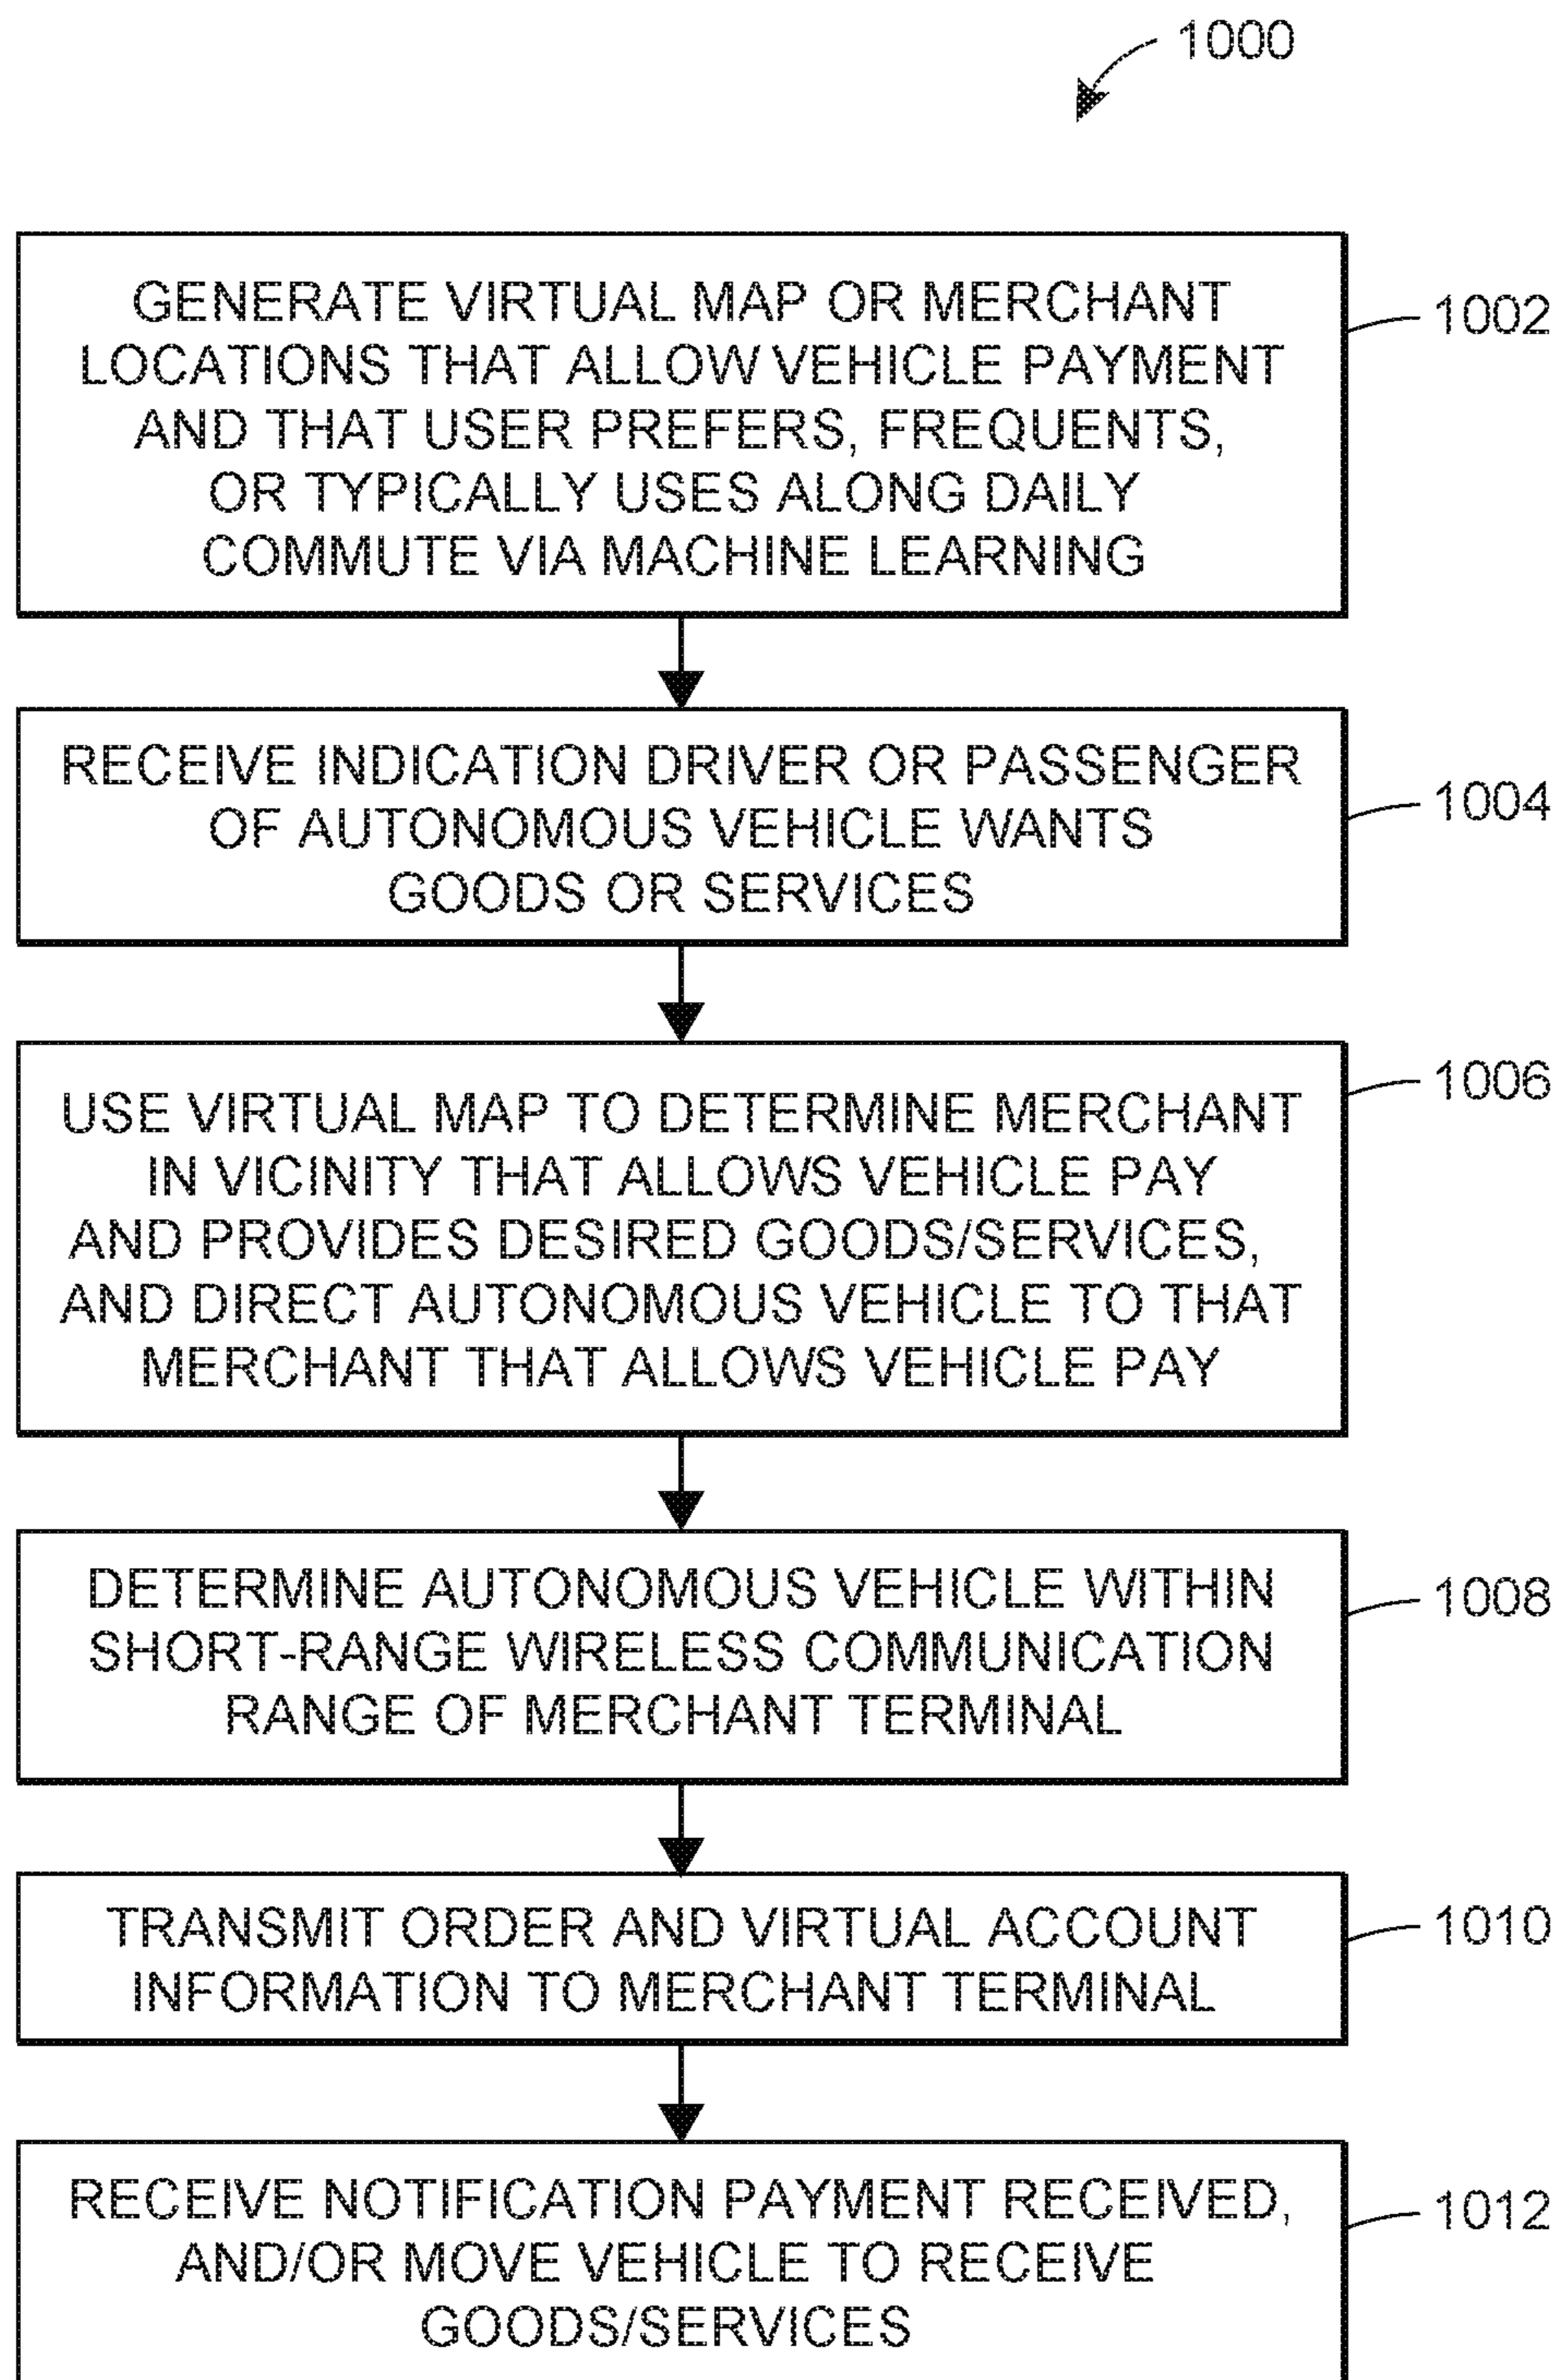 1000
GENERATE VIRTUAL MAP OR MERCHANT
LOCATIONS THAT ALLOW VEHICLE PAYMENT
AND THAT USER PREFERS, FREQUENTS,
OR TYPICALLY USES ALONG DAILY
COMMUTE VIA MACHINE LEARNING
1002
RECEIVE INDICATION DRIVER OR PASSENGER
OF AUTONOMOUS VEHICLE WANTS
GOODS OR SERVICES
1004
USE VIRTUAL MAP TO DETERMINE MERCHANT
IN VICINITY THAT ALLOWS VEHICLE PAY
AND PROVIDES DESIRED GOODS/SERVICES,
AND DIRECT AUTONOMOUS VEHICLE TO THAT
MERCHANT THAT ALLOWS VEHICLE PAY
1006
DETERMINE AUTONOMOUS VEHICLE WITHIN
SHORT-RANGE WIRELESS COMMUNICATION
RANGE OF MERCHANT TERMINAL
1008
TRANSMIT ORDER AND VIRTUAL ACCOUNT
INFORMATION TO MERCHANT TERMINAL
1010
RECEIVE NOTIFICATION PAYMENT RECEIVED,
AND/OR MOVE VEHICLE TO RECEIVE
GOODS/SERVICES
1012